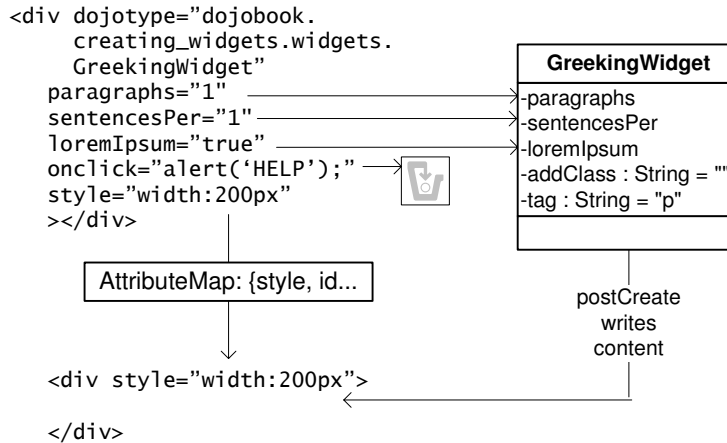 <div dojotype=”dojobook.
creating_widgets.widgets.
GreekingWidget”
paragraphs=”1”
sentencesPer=”1”
loremIpsum=”true”
onclick=”alert(‘HELP’);”
style=”width:200px”
></div>
GreekingWidget
-paragraphs
-sentencesPer
-loremIpsum
-addClass : String = ""
-tag : String = "p"
AttributeMap: {style, id...
postCreate
writes
content
<div style=”width:200px”>
</div>